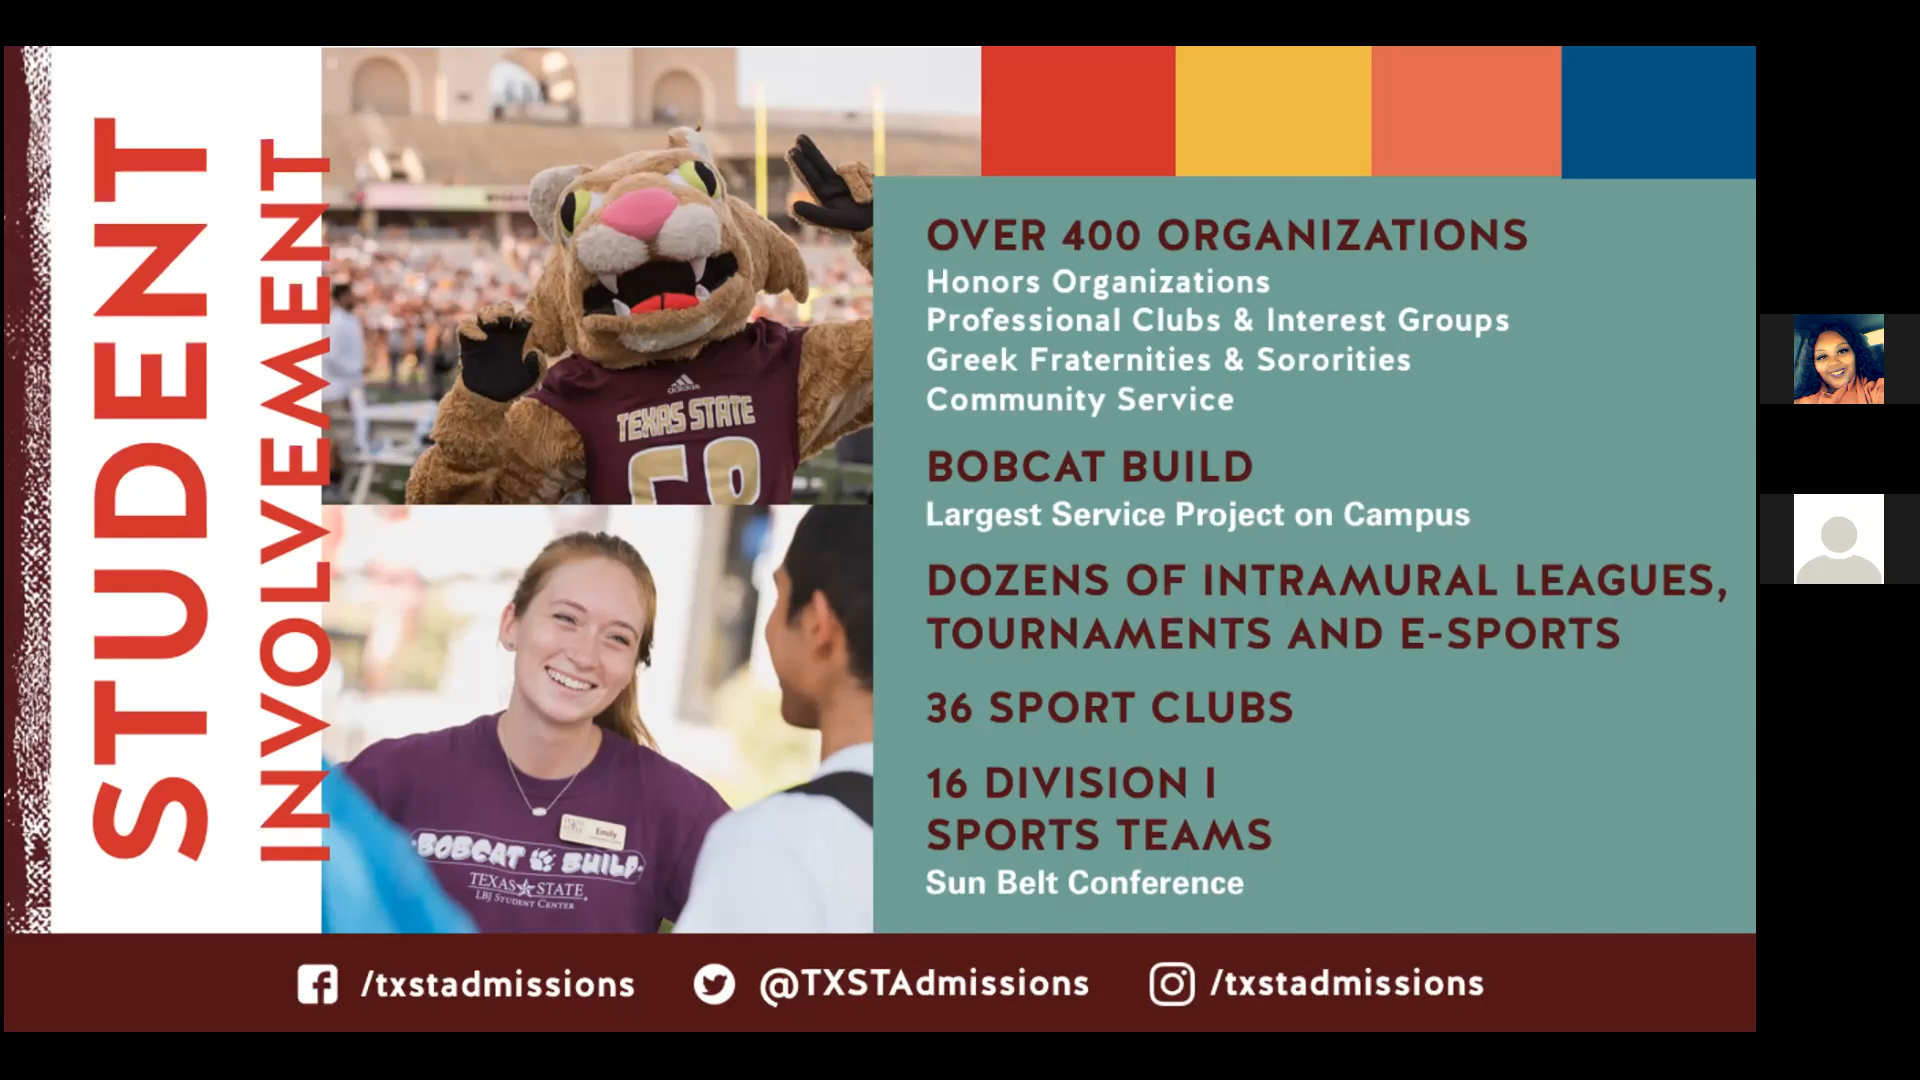 STUDENT
INVOLVEMENT
adidas
TEXAS STATE
58
Emily
BOBCAT BUILD
TEXAS STATE
LBJ STUDENT CENTER
OVER 400 ORGANIZATIONS
Honors Organizations
Professional Clubs & Interest Groups
Greek Fraternities & Sororities
Community Service
BOBCAT BUILD
Largest Service Project on Campus
DOZENS OF INTRAMURAL LEAGUES,
TOURNAMENTS AND E-SPORTS
36 SPORT CLUBS
16 DIVISION I
SPORTS TEAMS
Sun Belt Conference
/txstadmissions
@TXSTAdmissions
/txstadmissions